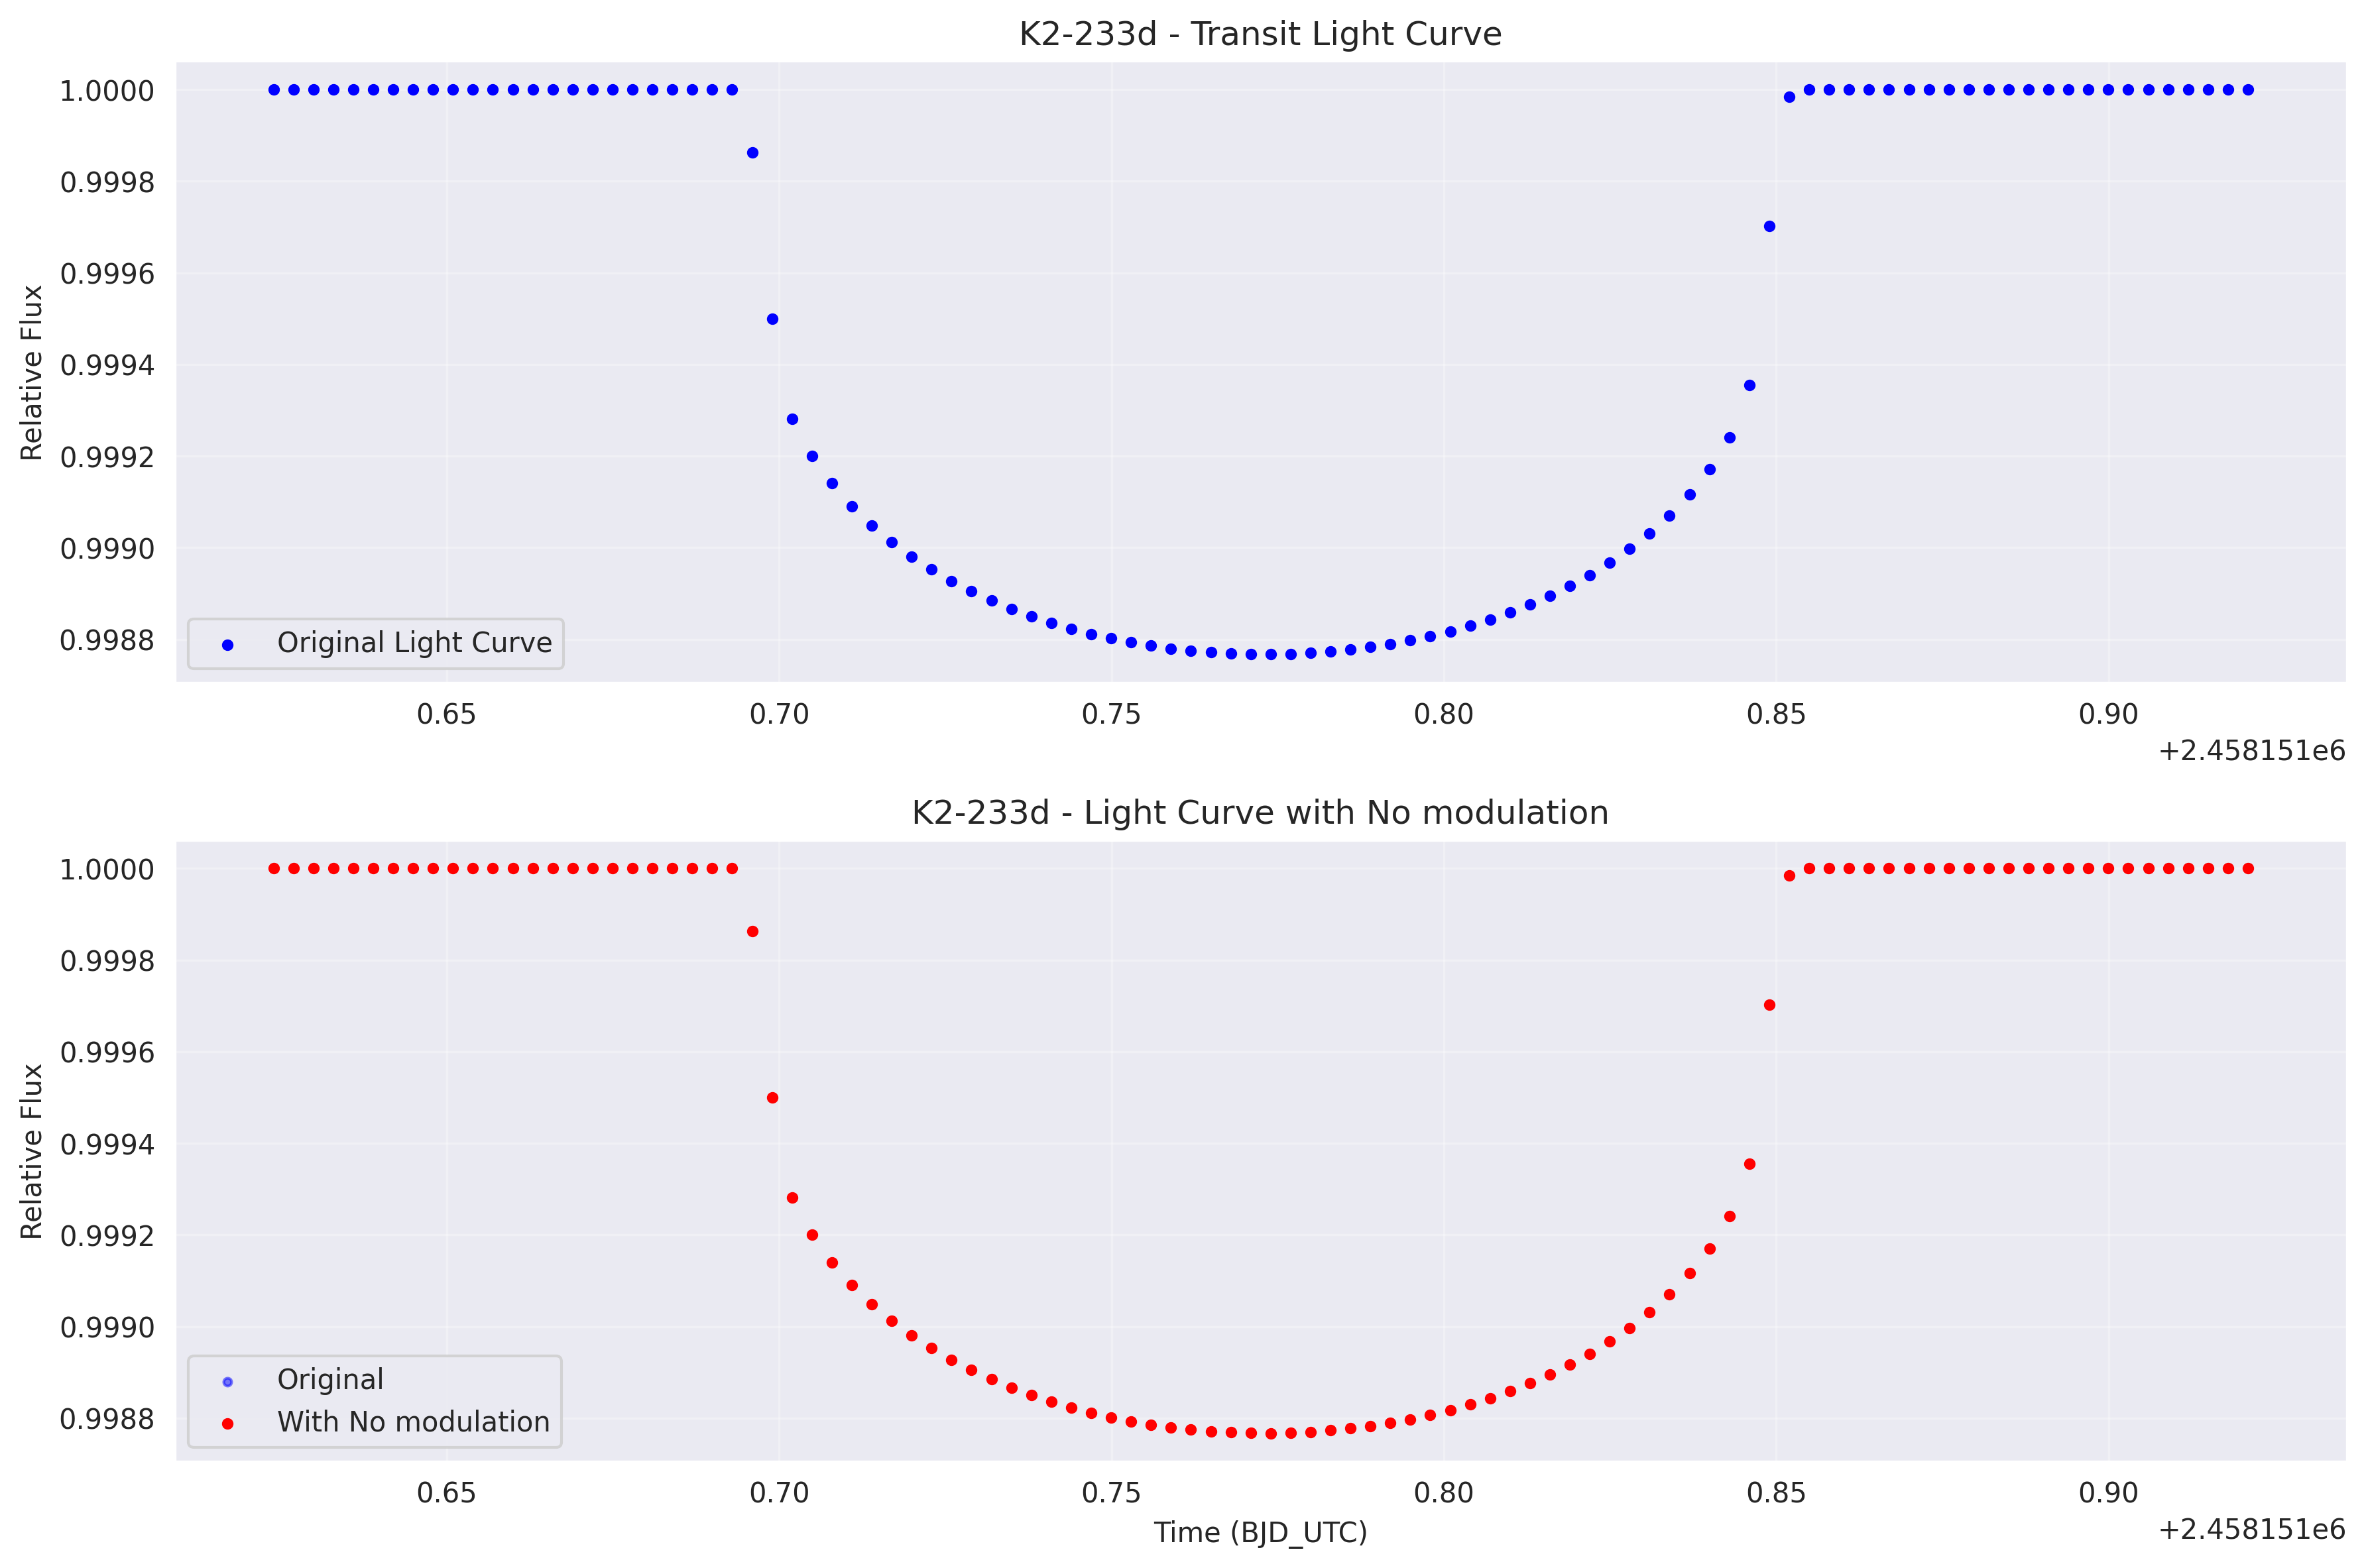 K2-233d - Transit Light Curve
1.0000
0.9998
0.9996
0.9994
0.9992
0.9990
0.9988
Relative Flux
Original Light Curve
0.65 0.70 0.75 0.80 0.85 0.90
+2.458151e6
K2-233d - Light Curve with No modulation
1.0000
0.9998
0.9996
0.9994
0.9992
0.9990
0.9988
Relative Flux
Original
With No modulation
0.65 0.70 0.75 0.80 0.85 0.90
Time (BJD_UTC)
+2.458151e6